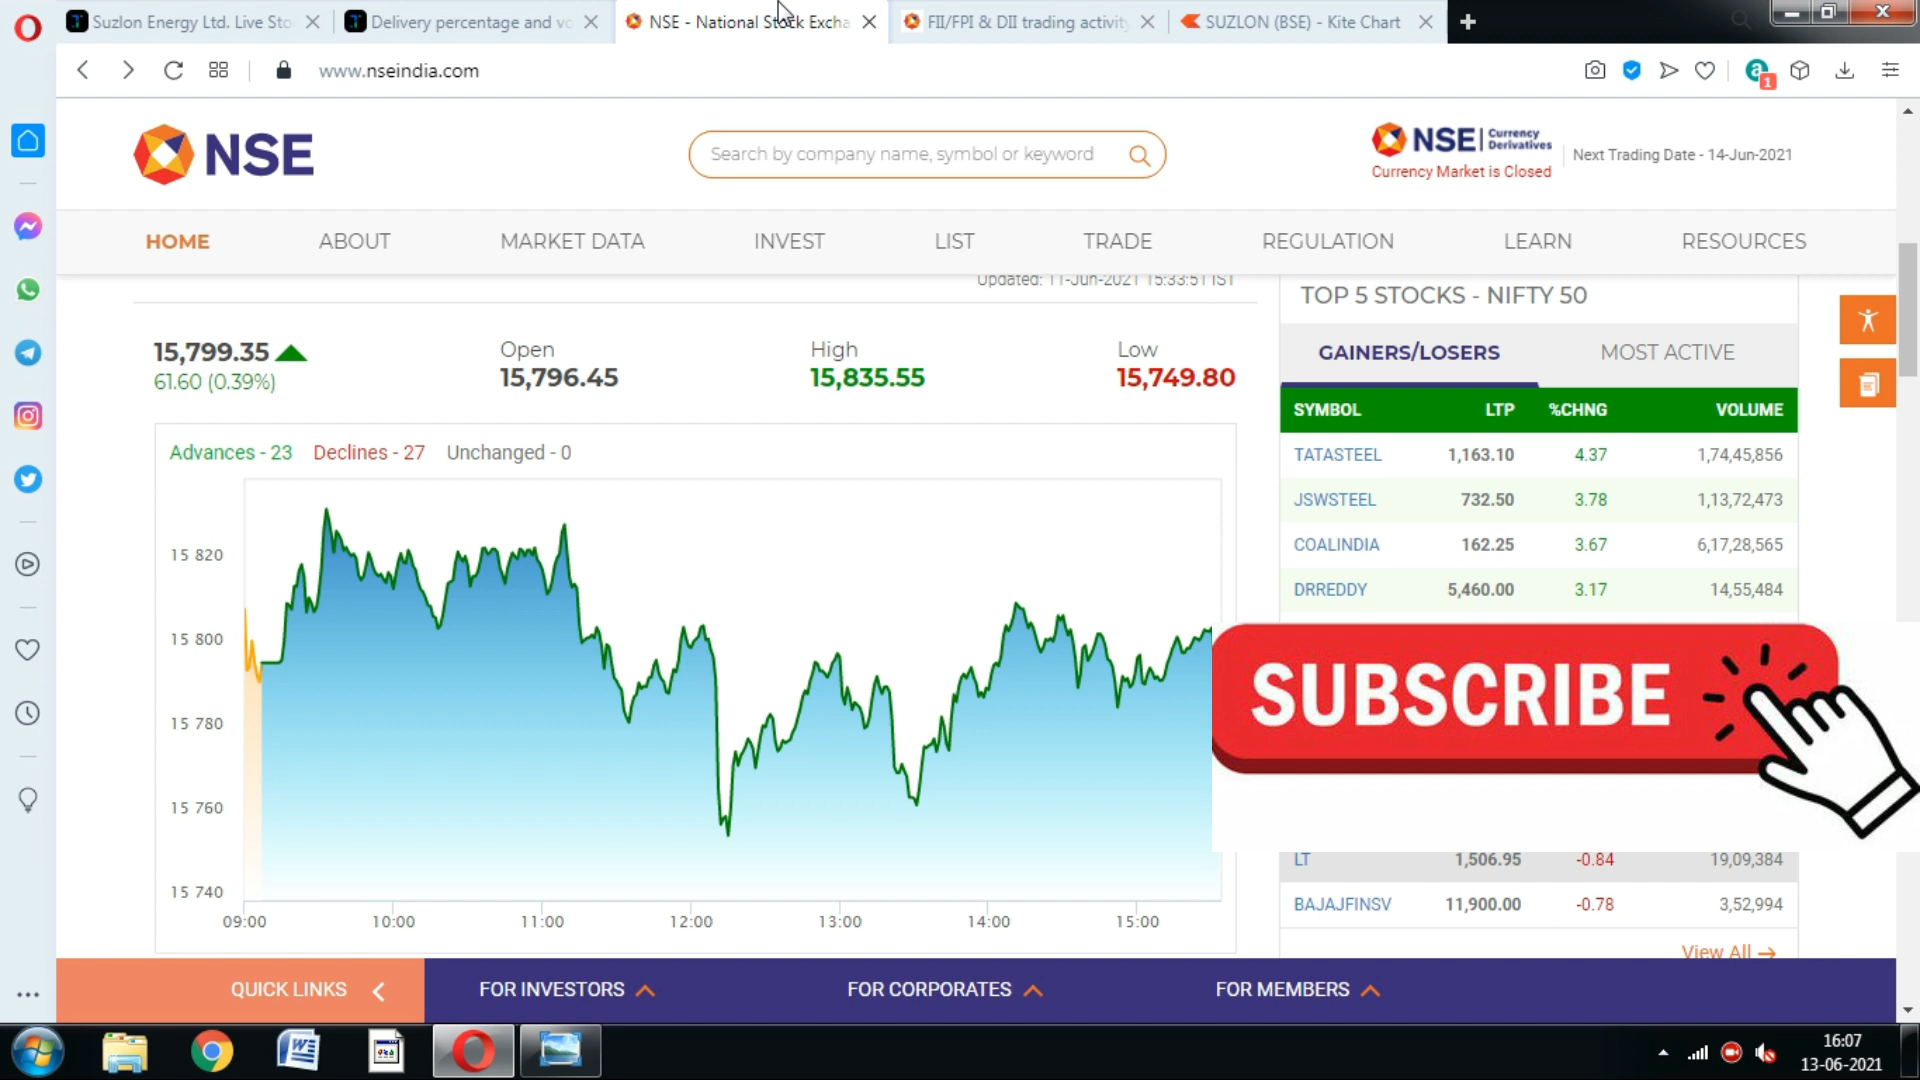 Suzlon Energy Ltd. Live Sto
Delivery percentage and vo
NSE - National Stock Excha
FII/FPI & DII trading activity
SUZLON (BSE) - Kite Chart
www.nseindia.com
1
NSE
Search by company name, symbol or keyword
NSE Currency Derivatives
Currency Market is Closed
Next Trading Date - 14-Jun-2021
HOME ABOUT MARKET DATA INVEST LIST TRADE REGULATION LEARN RESOURCES
Updated: 11-Jun-2021 15:33:51 IST
15,799.35
61.60 (0.39%)
Open
15,796.45
High
15,835.55
Low
15,749.80
Advances - 23 Declines - 27 Unchanged - 0
15 820
15 800
15 780
15 760
15 740
09:00 10:00 11:00 12:00 13:00 14:00 15:00
TOP 5 STOCKS - NIFTY 50
GAINERS/LOSERS MOST ACTIVE
SYMBOL LTP %CHNG VOLUME
TATASTEEL 1,163.10 4.37 1,74,45,856
JSWSTEEL 732.50 3.78 1,13,72,473
COALINDIA 162.25 3.67 6,17,28,565
DRREDDY 5,460.00 3.17 14,55,484
SUBSCRIBE
LT 1,506.95 -0.84 19,09,384
BAJAJFINSV 11,900.00 -0.78 3,52,994
View All
QUICK LINKS FOR INVESTORS FOR CORPORATES FOR MEMBERS
16:07
13-06-2021